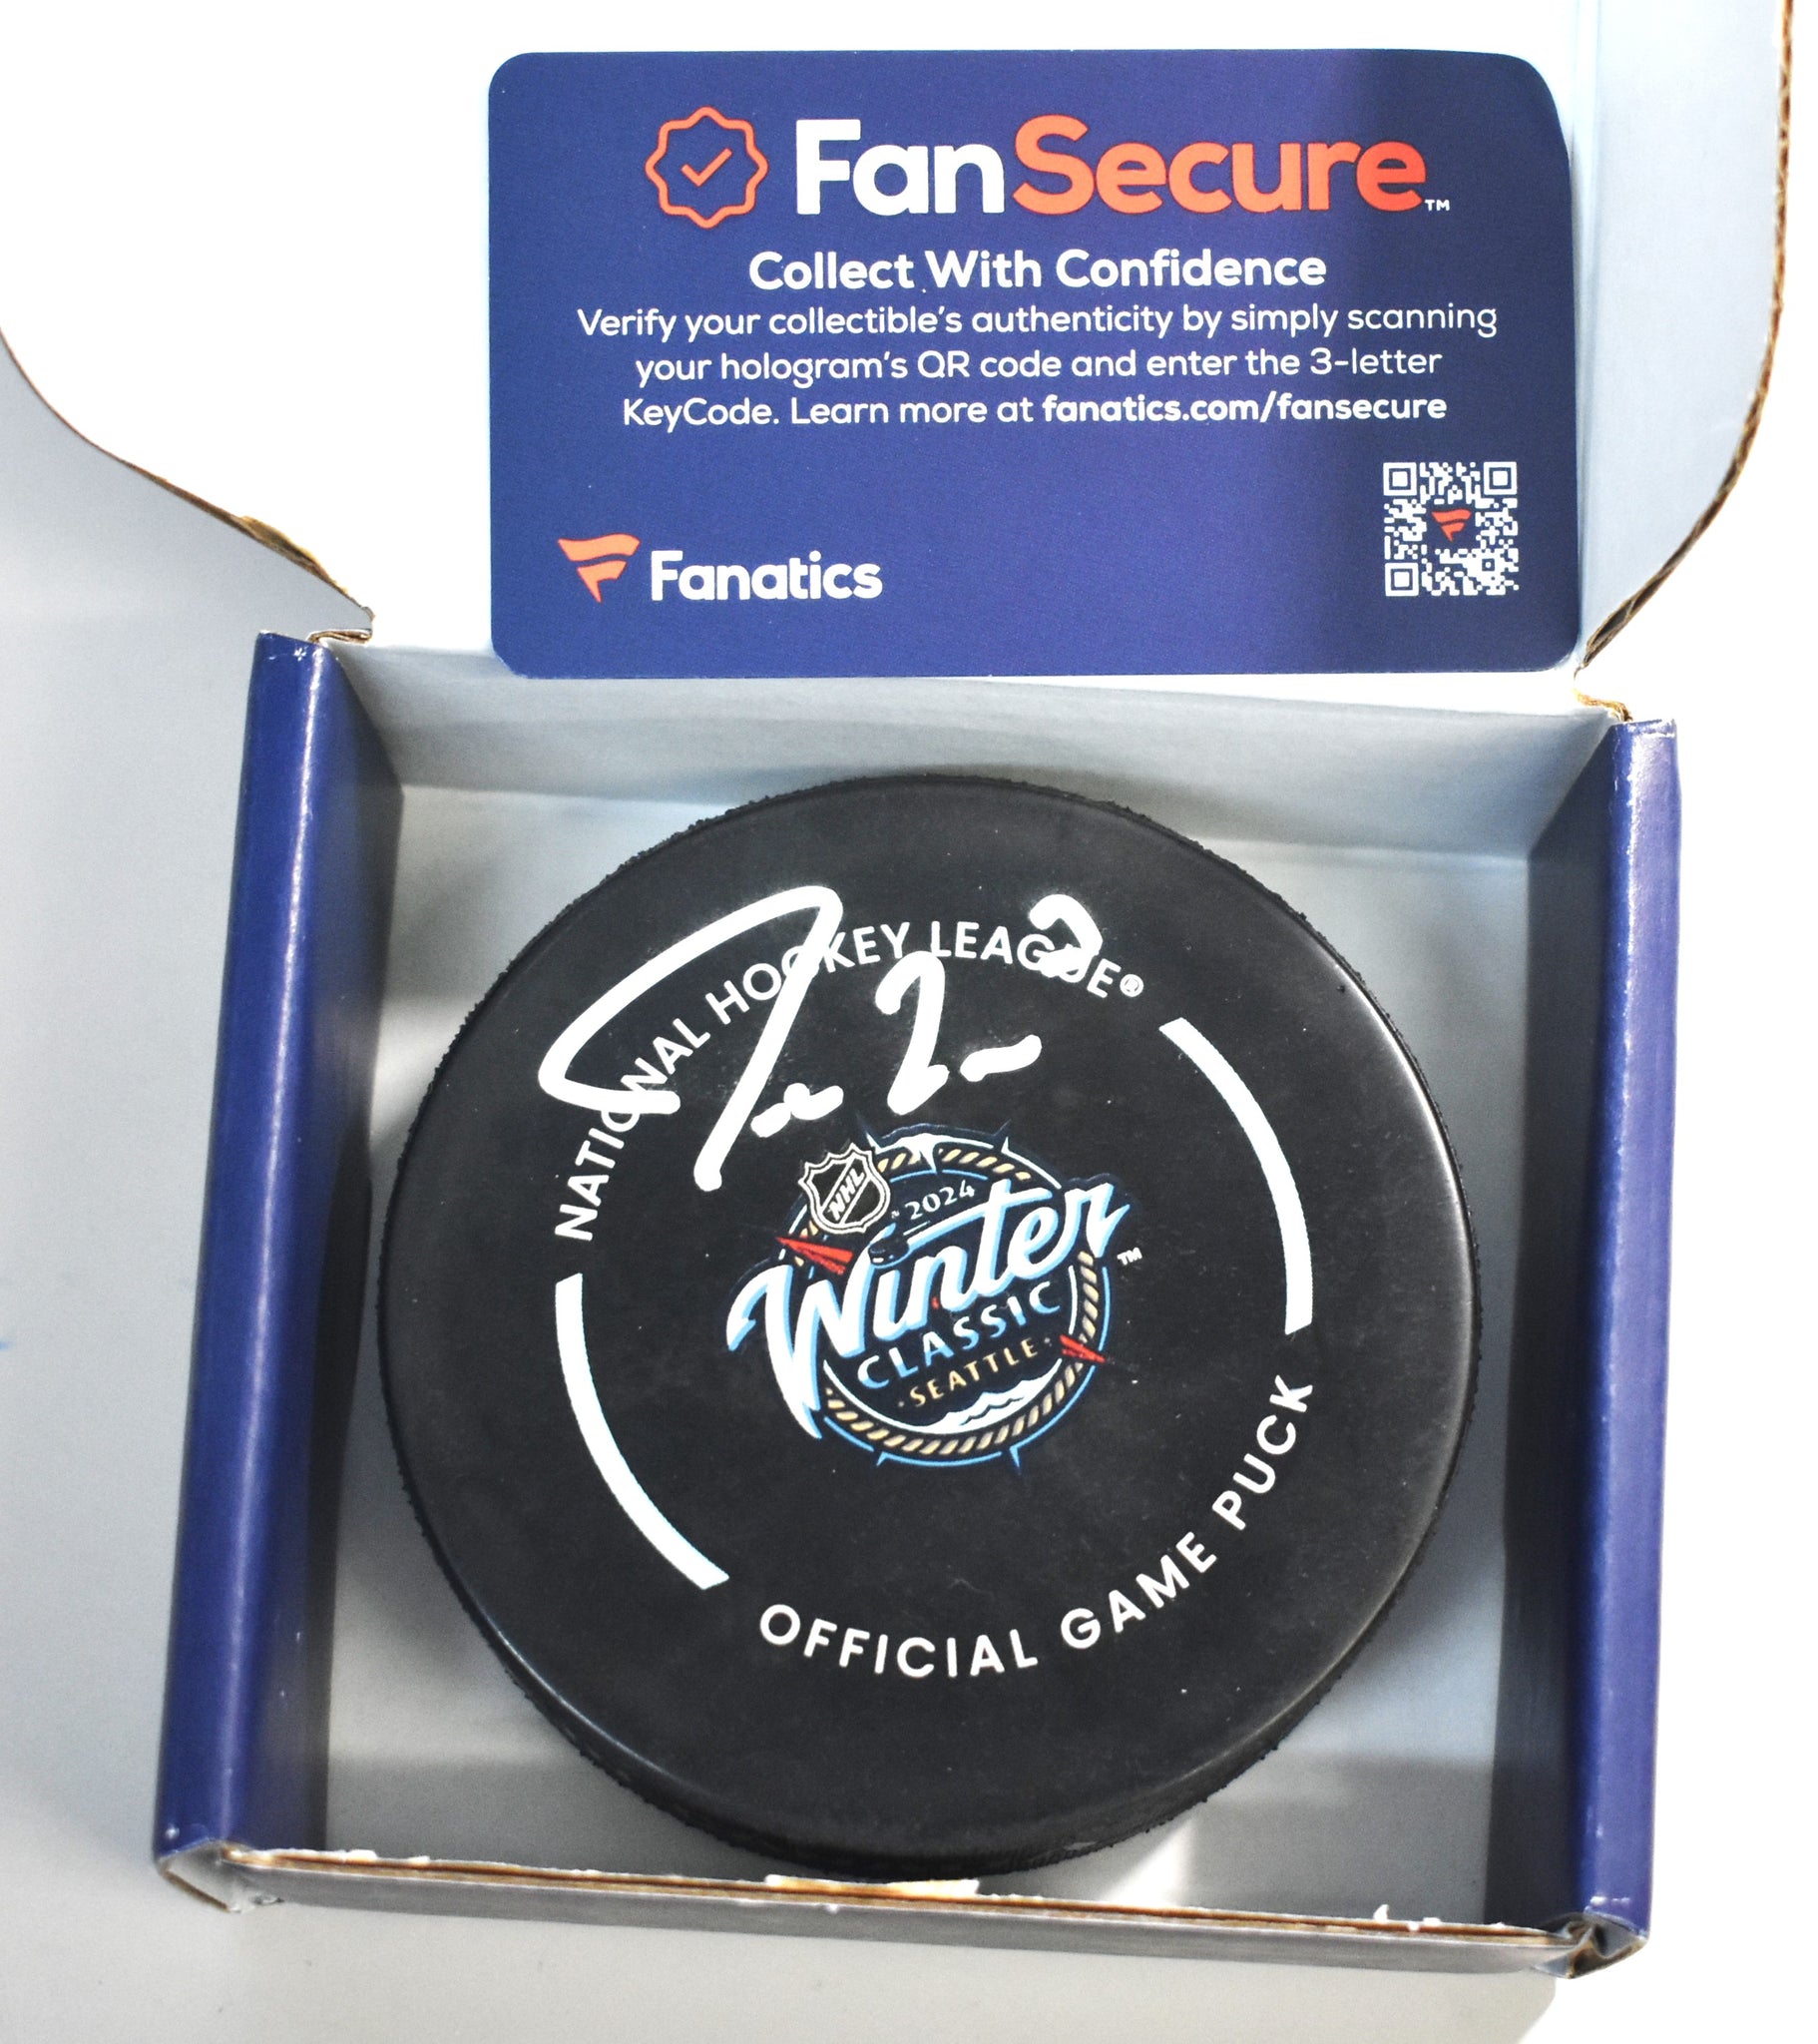 FanSecure™
Collect With Confidence
Verify your collectible's authenticity by simply scanning
your hologram's QR code and enter the 3-letter
KeyCode. Learn more at fanatics.com/fansecure
Fanatics
NATIONAL HOCKEY LEAGUE®
NHL
2024
Winter™
CLASSIC
·SEATTLE·
OFFICIAL GAME PUCK